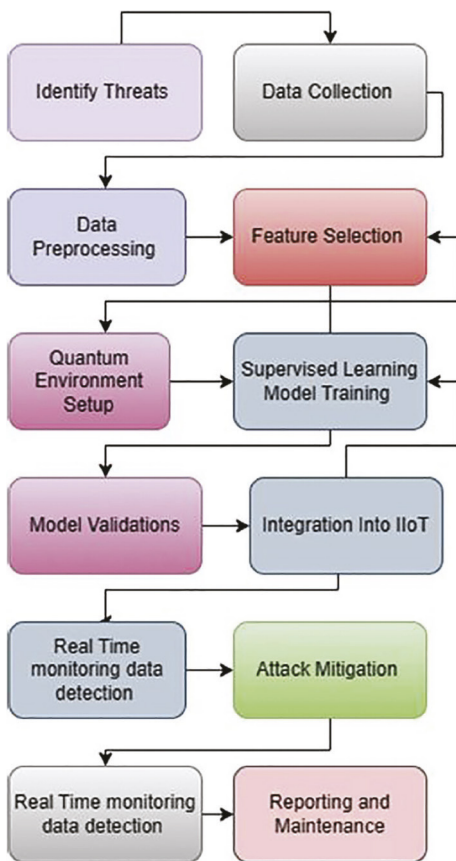 Identify Threats
Data Collection
Data
Preprocessing
Feature Selection
Quantum
Environment
Setup
Supervised Learning
Model Training
Model Validations
Integration Into IIoT
Real Time
monitoring data
detection
Attack Mitigation
Real Time monitoring
data detection
Reporting and
Maintenance